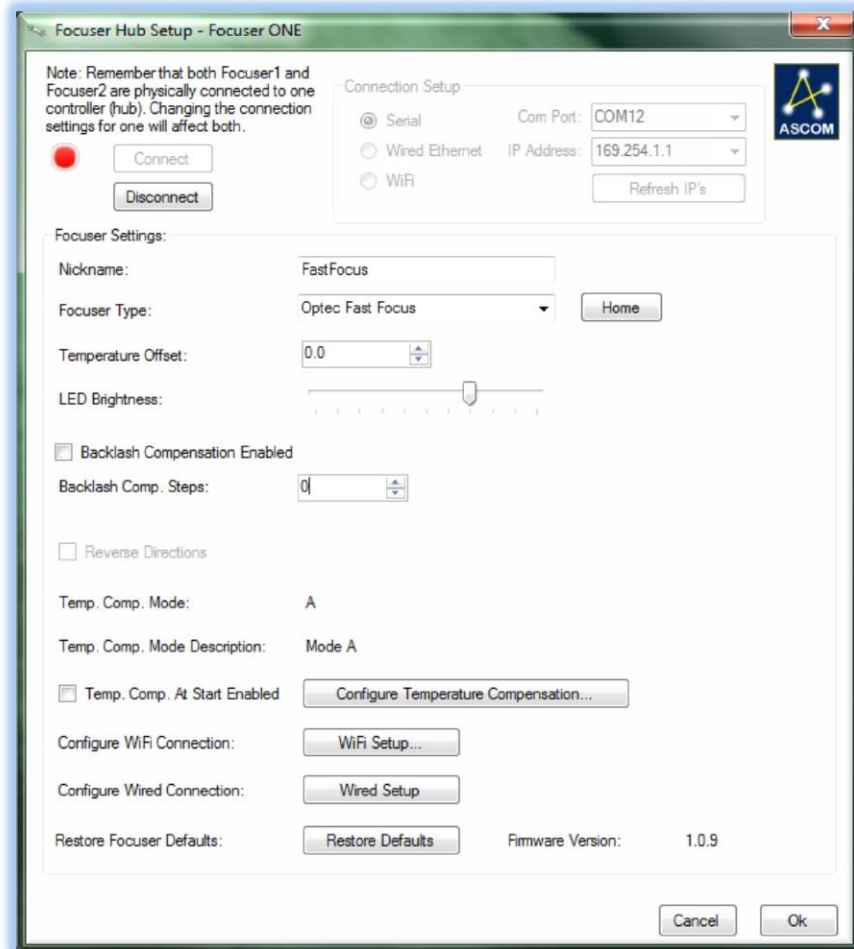 Focuser Hub Setup - Focuser ONE
Note: Remember that both Focuser1 and
Focuser2 are physically connected to one
controller (hub). Changing the connection
settings for one will affect both.
Connect
Disconnect
Connection Setup
Serial
Com Port:
COM12
Wired Ethernet
IP Address:
169.254.1.1
WiFi
Refresh IP's
ASCOM
Focuser Settings:
Nickname:
FastFocus
Focuser Type:
Optec Fast Focus
Home
Temperature Offset:
0.0
LED Brightness:
Backlash Compensation Enabled
Backlash Comp. Steps:
0
Reverse Directions
Temp. Comp. Mode:
A
Temp. Comp. Mode Description:
Mode A
Temp. Comp. At Start Enabled
Configure Temperature Compensation...
Configure WiFi Connection:
WiFi Setup...
Configure Wired Connection:
Wired Setup
Restore Focuser Defaults:
Restore Defaults
Firmware Version:
1.0.9
Cancel
Ok